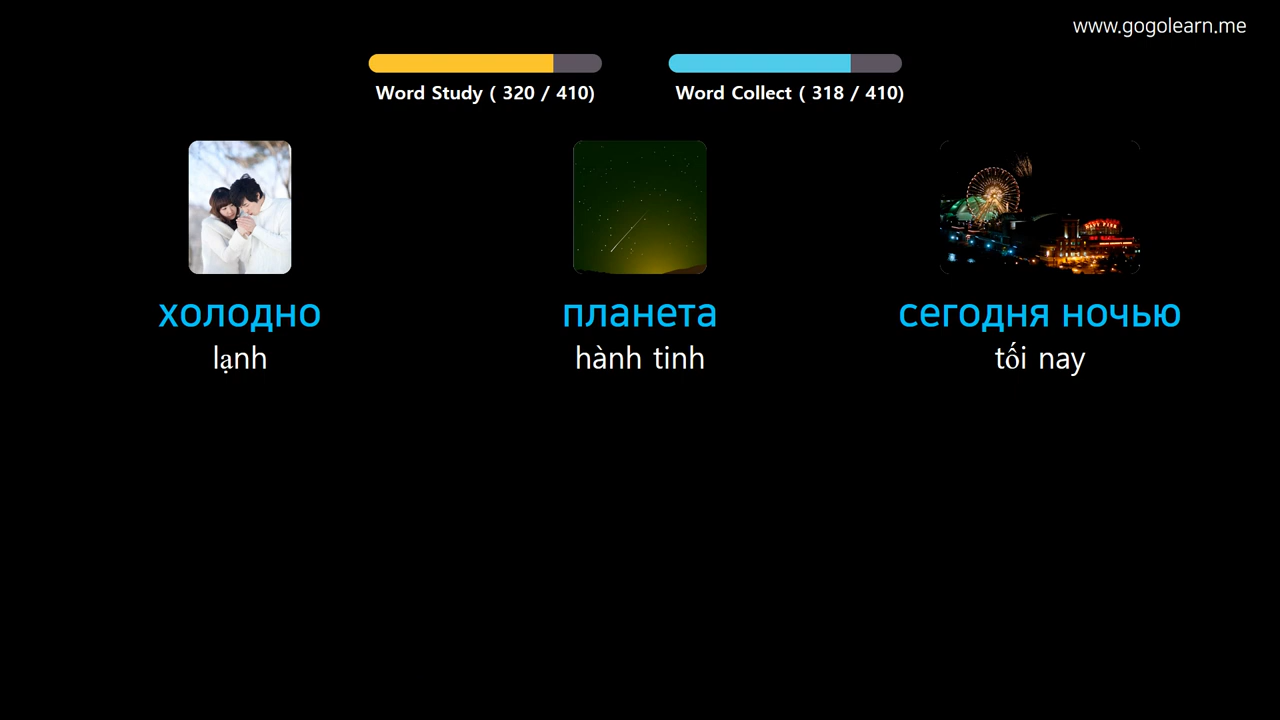 www.gogolearn.me
Word Study ( 320 / 410)
Word Collect ( 318 / 410)
холодно
планета
сегодня ночью
lạnh
hành tinh
tối nay